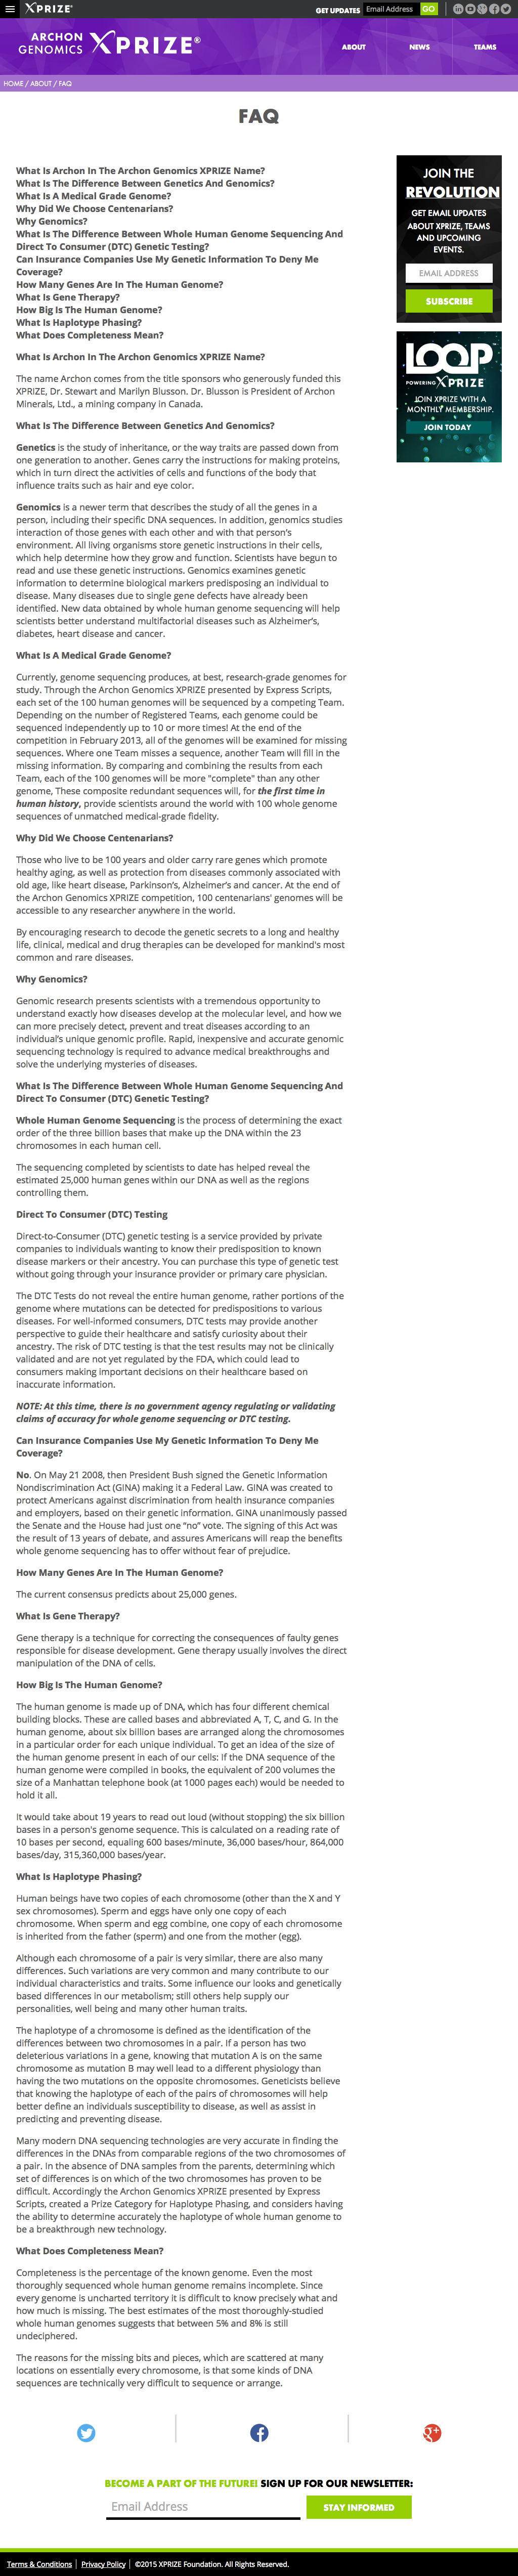 XPRIZE®
GET UPDATES Email Address GO
ARCHON
GENOMICS XPRIZE®
ABOUT NEWS TEAMS
HOME / ABOUT / FAQ
FAQ
What Is Archon In The Archon Genomics XPRIZE Name?
What Is The Difference Between Genetics And Genomics?
What Is A Medical Grade Genome?
Why Did We Choose Centenarians?
Why Genomics?
What Is The Difference Between Whole Human Genome Sequencing And
Direct To Consumer (DTC) Genetic Testing?
Can Insurance Companies Use My Genetic Information To Deny Me
Coverage?
How Many Genes Are In The Human Genome?
What Is Gene Therapy?
How Big Is The Human Genome?
What Is Haplotype Phasing?
What Does Completeness Mean?
What Is Archon In The Archon Genomics XPRIZE Name?
The name Archon comes from the title sponsors who generously funded this
XPRIZE, Dr. Stewart and Marilyn Blusson. Dr. Blusson is President of Archon
Minerals, Ltd., a mining company in Canada.
What Is The Difference Between Genetics And Genomics?
Genetics is the study of inheritance, or the way traits are passed down from
one generation to another. Genes carry the instructions for making proteins,
which in turn direct the activities of cells and functions of the body that
influence traits such as hair and eye color.
Genomics is a newer term that describes the study of all the genes in a
person, including their specific DNA sequences. In addition, genomics studies
interaction of those genes with each other and with that person's
environment. All living organisms store genetic instructions in their cells,
which help determine how they grow and function. Scientists have begun to
read and use these genetic instructions. Genomics examines genetic
information to determine biological markers predisposing an individual to
disease. Many diseases due to single gene defects have already been
identified. New data obtained by whole human genome sequencing will help
scientists better understand multifactorial diseases such as Alzheimer's,
diabetes, heart disease and cancer.
What Is A Medical Grade Genome?
Currently, genome sequencing produces, at best, research-grade genomes for
study. Through the Archon Genomics XPRIZE presented by Express Scripts,
each set of the 100 human genomes will be sequenced by a competing Team.
Depending on the number of Registered Teams, each genome could be
sequenced independently up to 10 or more times! At the end of the
competition in February 2013, all of the genomes will be examined for missing
sequences. Where one Team misses a sequence, another Team will fill in the
missing information. By comparing and combining the results from each
Team, each of the 100 genomes will be more "complete" than any other
genome, These composite redundant sequences will, for the first time in
human history, provide scientists around the world with 100 whole genome
sequences of unmatched medical-grade fidelity.
Why Did We Choose Centenarians?
Those who live to be 100 years and older carry rare genes which promote
healthy aging, as well as protection from diseases commonly associated with
old age, like heart disease, Parkinson's, Alzheimer's and cancer. At the end of
the Archon Genomics XPRIZE competition, 100 centenarians' genomes will be
accessible to any researcher anywhere in the world.
By encouraging research to decode the genetic secrets to a long and healthy
life, clinical, medical and drug therapies can be developed for mankind's most
common and rare diseases.
Why Genomics?
Genomic research presents scientists with a tremendous opportunity to
understand exactly how diseases develop at the molecular level, and how we
can more precisely detect, prevent and treat diseases according to an
individual's unique genomic profile. Rapid, inexpensive and accurate genomic
sequencing technology is required to advance medical breakthroughs and
solve the underlying mysteries of diseases.
What Is The Difference Between Whole Human Genome Sequencing And
Direct To Consumer (DTC) Genetic Testing?
Whole Human Genome Sequencing is the process of determining the exact
order of the three billion bases that make up the DNA within the 23
chromosomes in each human cell.
The sequencing completed by scientists to date has helped reveal the
estimated 25,000 human genes within our DNA as well as the regions
controlling them.
Direct To Consumer (DTC) Testing
Direct-to-Consumer (DTC) genetic testing is a service provided by private
companies to individuals wanting to know their predisposition to known
disease markers or their ancestry. You can purchase this type of genetic test
without going through your insurance provider or primary care physician.
The DTC Tests do not reveal the entire human genome, rather portions of the
genome where mutations can be detected for predispositions to various
diseases. For well-informed consumers, DTC tests may provide another
perspective to guide their healthcare and satisfy curiosity about their
ancestry. The risk of DTC testing is that the test results may not be clinically
validated and are not yet regulated by the FDA, which could lead to
consumers making important decisions on their healthcare based on
inaccurate information.
NOTE: At this time, there is no government agency regulating or validating
claims of accuracy for whole genome sequencing or DTC testing.
Can Insurance Companies Use My Genetic Information To Deny Me
Coverage?
No. On May 21 2008, then President Bush signed the Genetic Information
Nondiscrimination Act (GINA) making it a Federal Law. GINA was created to
protect Americans against discrimination from health insurance companies
and employers, based on their genetic information. GINA unanimously passed
the Senate and the House had just one “no” vote. The signing of this Act was
the result of 13 years of debate, and assures Americans will reap the benefits
whole genome sequencing has to offer without fear of prejudice.
How Many Genes Are In The Human Genome?
The current consensus predicts about 25,000 genes.
What Is Gene Therapy?
Gene therapy is a technique for correcting the consequences of faulty genes
responsible for disease development. Gene therapy usually involves the direct
manipulation of the DNA of cells.
How Big Is The Human Genome?
The human genome is made up of DNA, which has four different chemical
building blocks. These are called bases and abbreviated A, T, C, and G. In the
human genome, about six billion bases are arranged along the chromosomes
in a particular order for each unique individual. To get an idea of the size of
the human genome present in each of our cells: If the DNA sequence of the
human genome were compiled in books, the equivalent of 200 volumes the
size of a Manhattan telephone book (at 1000 pages each) would be needed to
hold it all.
It would take about 19 years to read out loud (without stopping) the six billion
bases in a person's genome sequence. This is calculated on a reading rate of
10 bases per second, equaling 600 bases/minute, 36,000 bases/hour, 864,000
bases/day, 315,360,000 bases/year.
What Is Haplotype Phasing?
Human beings have two copies of each chromosome (other than the X and Y
sex chromosomes). Sperm and eggs have only one copy of each
chromosome. When sperm and egg combine, one copy of each chromosome
is inherited from the father (sperm) and one from the mother (egg).
Although each chromosome of a pair is very similar, there are also many
differences. Such variations are very common and many contribute to our
individual characteristics and traits. Some influence our looks and genetically
based differences in our metabolism; still others help supply our
personalities, well being and many other human traits.
The haplotype of a chromosome is defined as the identification of the
differences between two chromosomes in a pair. If a person has two
deleterious variations in a gene, knowing that mutation A is on the same
chromosome as mutation B may well lead to a different physiology than
having the two mutations on the opposite chromosomes. Geneticists believe
that knowing the haplotype of each of the pairs of chromosomes will help
better define an individuals susceptibility to disease, as well as assist in
predicting and preventing disease.
Many modern DNA sequencing technologies are very accurate in finding the
differences in the DNAs from comparable regions of the two chromosomes of
a pair. In the absence of DNA samples from the parents, determining which
set of differences is on which of the two chromosomes has proven to be
difficult. Accordingly the Archon Genomics XPRIZE presented by Express
Scripts, created a Prize Category for Haplotype Phasing, and considers having
the ability to determine accurately the haplotype of whole human genome to
be a breakthrough new technology.
What Does Completeness Mean?
Completeness is the percentage of the known genome. Even the most
thoroughly sequenced whole human genome remains incomplete. Since
every genome is uncharted territory it is difficult to know precisely what and
how much is missing. The best estimates of the most thoroughly-studied
whole human genomes suggests that between 5% and 8% is still
undeciphered.
The reasons for the missing bits and pieces, which are scattered at many
locations on essentially every chromosome, is that some kinds of DNA
sequences are technically very difficult to sequence or arrange.
JOIN THE
REVOLUTION
GET EMAIL UPDATES
ABOUT XPRIZE, TEAMS
AND UPCOMING
EVENTS.
EMAIL ADDRESS
SUBSCRIBE
LOOP
POWERING XPRIZE
JOIN XPRIZE WITH A
MONTHLY MEMBERSHIP.
JOIN TODAY
BECOME A PART OF THE FUTURE! SIGN UP FOR OUR NEWSLETTER:
Email Address STAY INFORMED
Terms & Conditions Privacy Policy ©2015 XPRIZE Foundation. All Rights Reserved.